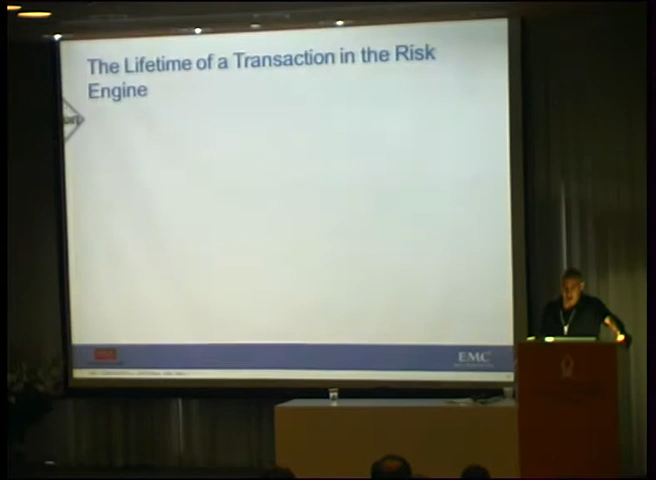 The Lifetime of a Transaction in the Risk
Engine
EMC